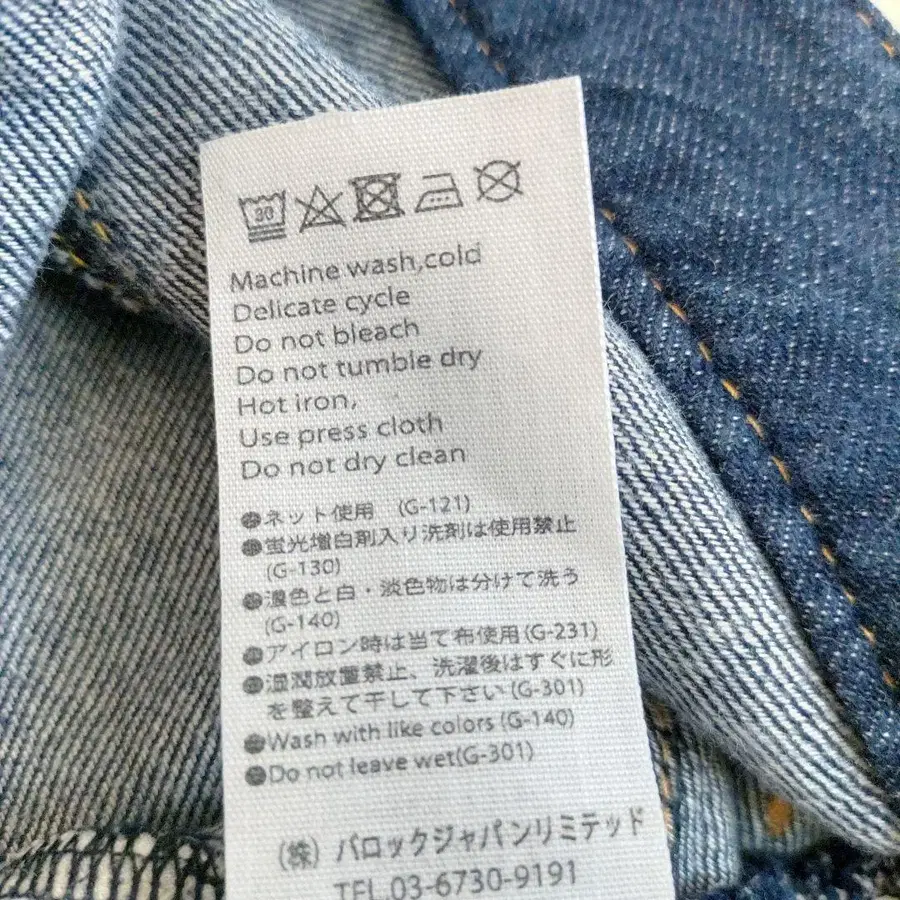 30
Machine wash,cold
Delicate cycle
Do not bleach
Do not tumble dry
Hot iron,
Use press cloth
Do not dry clean
●ネット使用 (G-121)
●蛍光増白剤入り洗剤は使用禁止
(G-130)
●濃色と白・淡色物は分けて洗う
(G-140)
●アイロン時は当て布使用(G-231)
●湿潤放置禁止、洗濯後はすぐに形
を整えて干して下さい(G-301)
●Wash with like colors (G-140)
●Do not leave wet(G-301)
(株) バロックジャパンリミテッド
TEL.03-6730-9191